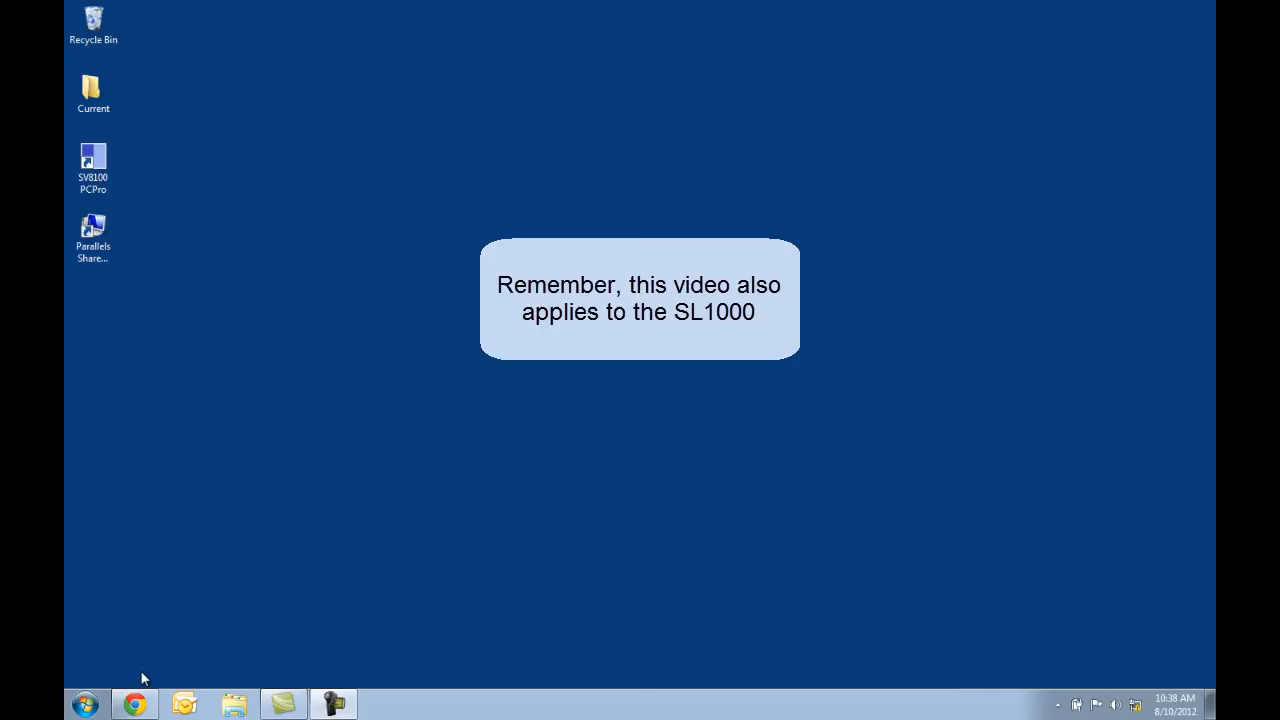 Recycle Bin
Current
SV8100
PCPro
Parallels
Share...
Remember, this video also
applies to the SL1000
10:38 AM
8/10/2012